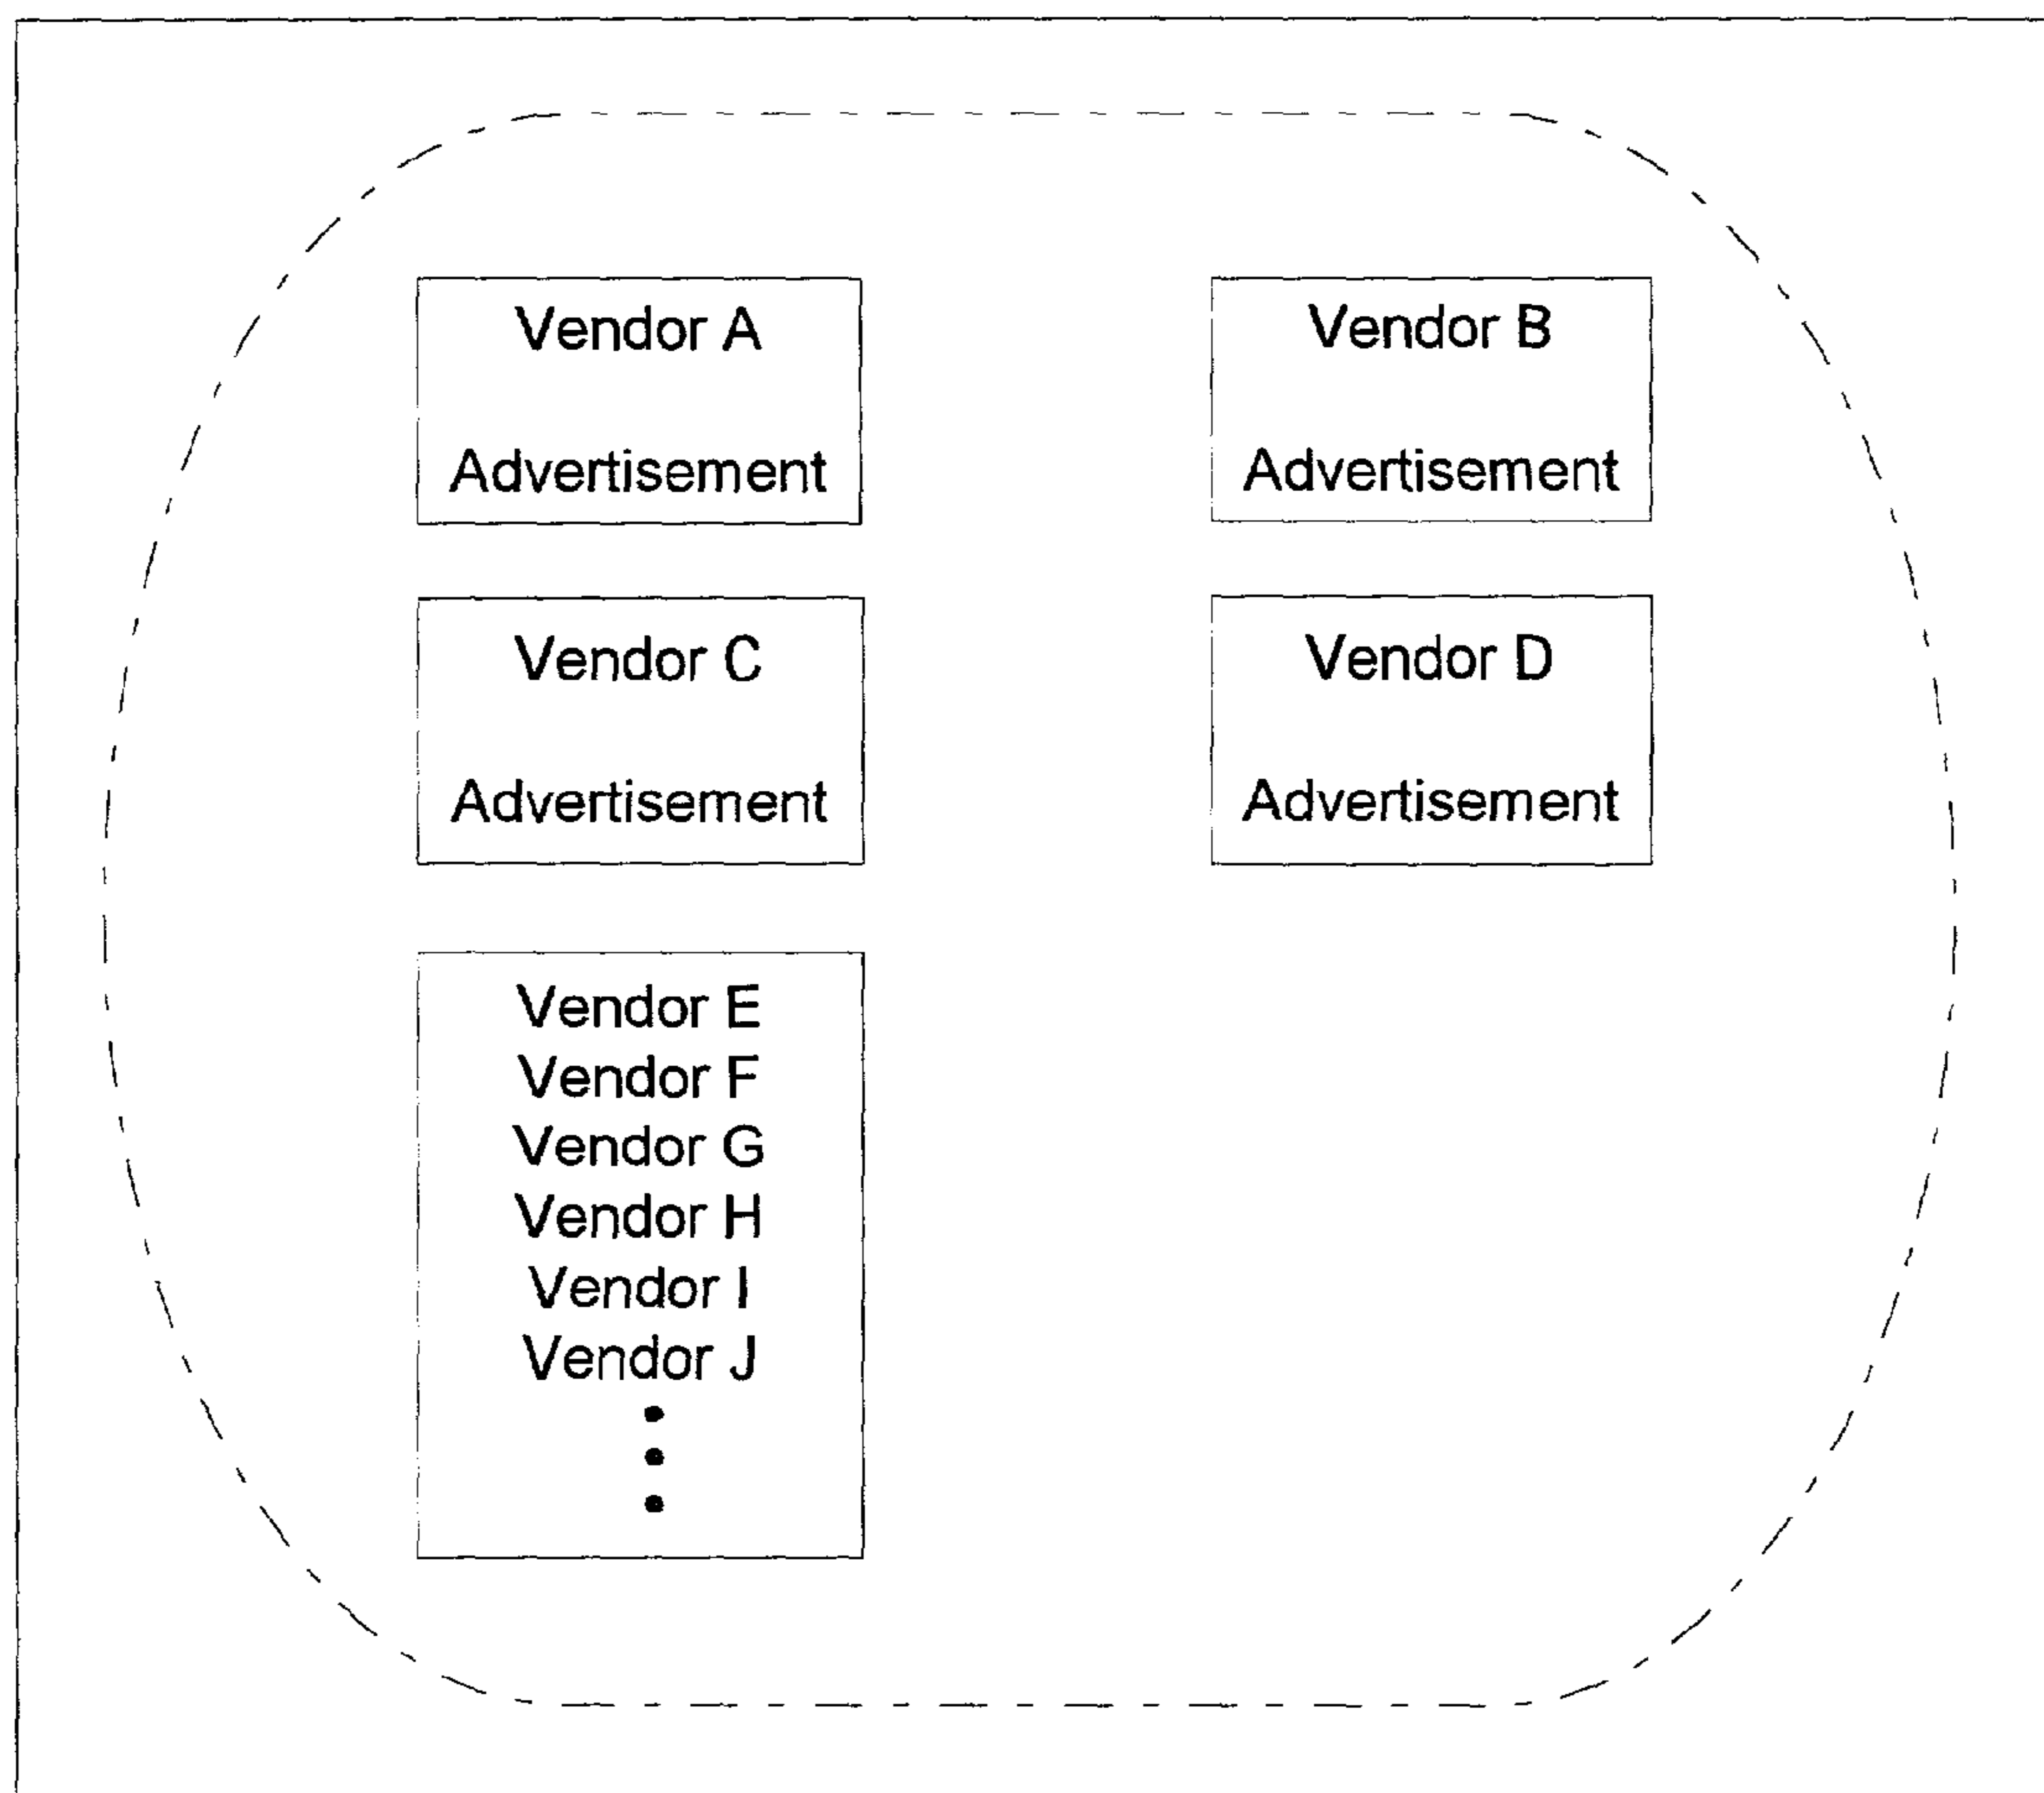 Vendor A
Advertisement
Vendor B
Advertisement
Vendor C
Advertisement
Vendor D
Advertisement
Vendor E
Vendor F
Vendor G
Vendor H
Vendor I
Vendor J